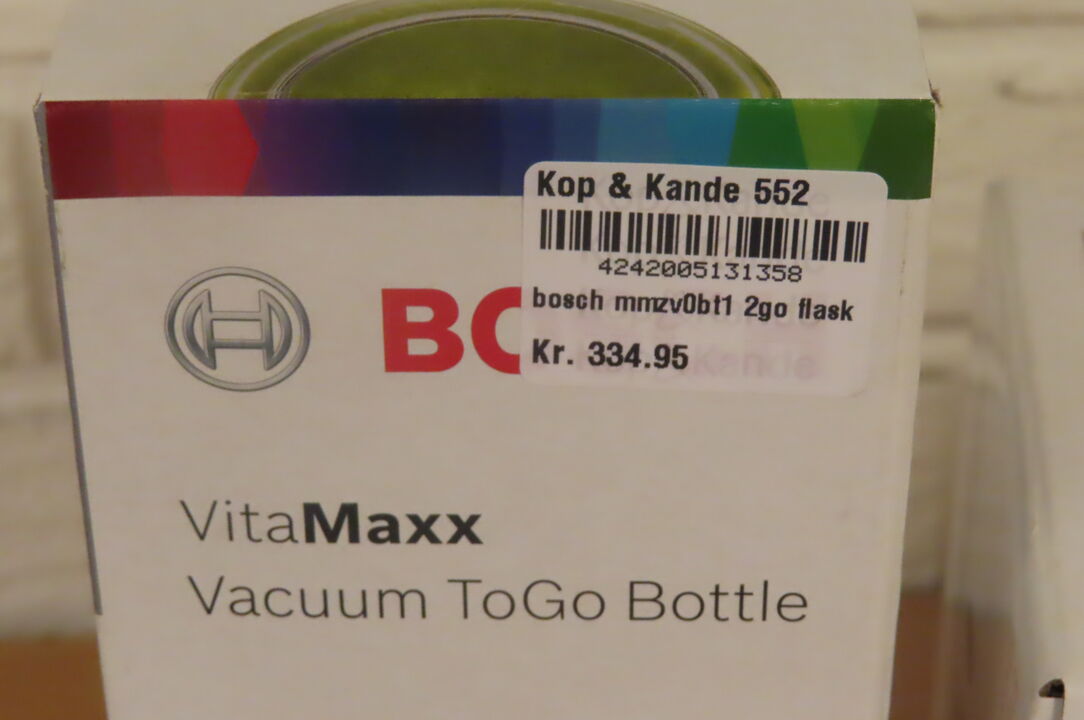 Kop & Kande 552
4242005131358
bosch mmzv0bt1 2go flask
Kr. 334.95
BO
VitaMaxx
Vacuum ToGo Bottle